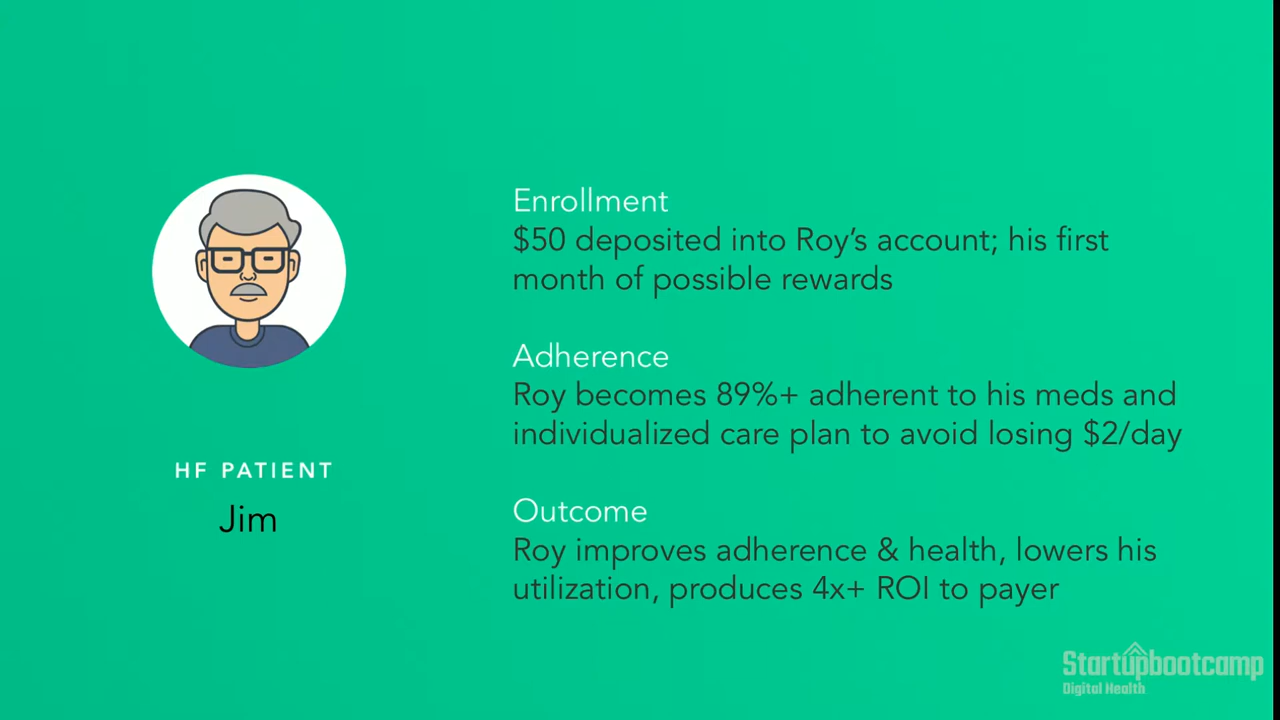 Enrollment
$50 deposited into Roy’s account; his first
month of possible rewards
Adherence
Roy becomes 89%+ adherent to his meds and
individualized care plan to avoid losing $2/day
HF PATIENT
Jim
Outcome
Roy improves adherence & health, lowers his
utilization, produces 4x+ ROI to payer
Startupbootcamp
Digital Health